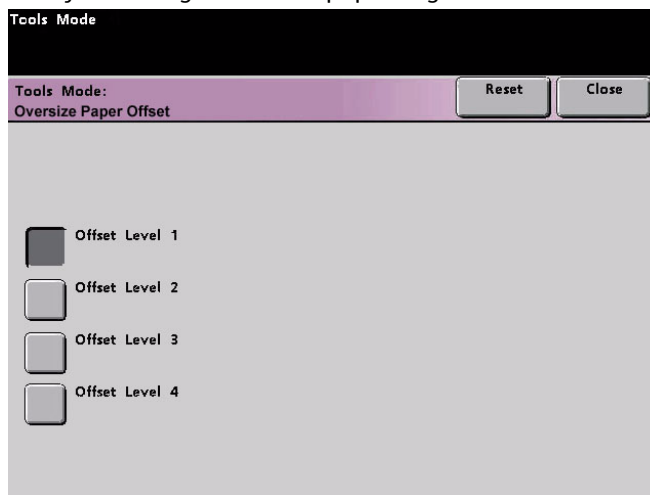 Tools Mode
Tools Mode:
Oversize Paper Offset
Reset
Close
Offset Level 1
Offset Level 2
Offset Level 3
Offset Level 4